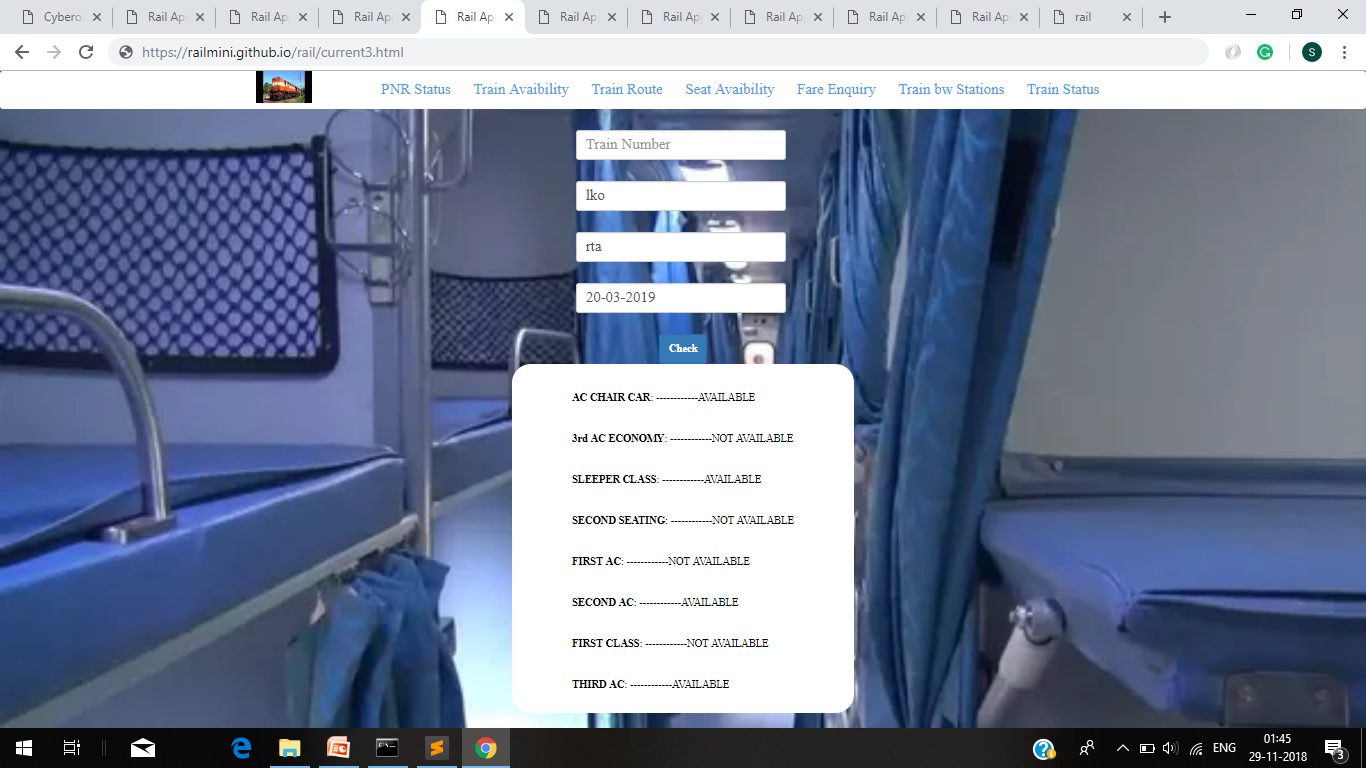 Cybero
Rail Ap
Rail Ap
Rail Ap
Rail Ap
Rail Ap
Rail Ap
Rail Ap
Rail Ap
Rail Ap
rail
https://railmini.github.io/rail/current3.html
S
PNR Status Train Avaibility Train Route Seat Avaibility Fare Enquiry Train bw Stations Train Status
Train Number
lko
rta
20-03-2019
Check
AC CHAIR CAR: ------------AVAILABLE
3rd AC ECONOMY: ------------NOT AVAILABLE
SLEEPER CLASS: ------------AVAILABLE
SECOND SEATING: ------------NOT AVAILABLE
FIRST AC: ------------NOT AVAILABLE
SECOND AC: ------------AVAILABLE
FIRST CLASS: ------------NOT AVAILABLE
THIRD AC: ------------AVAILABLE
ENG
01:45
29-11-2018
3